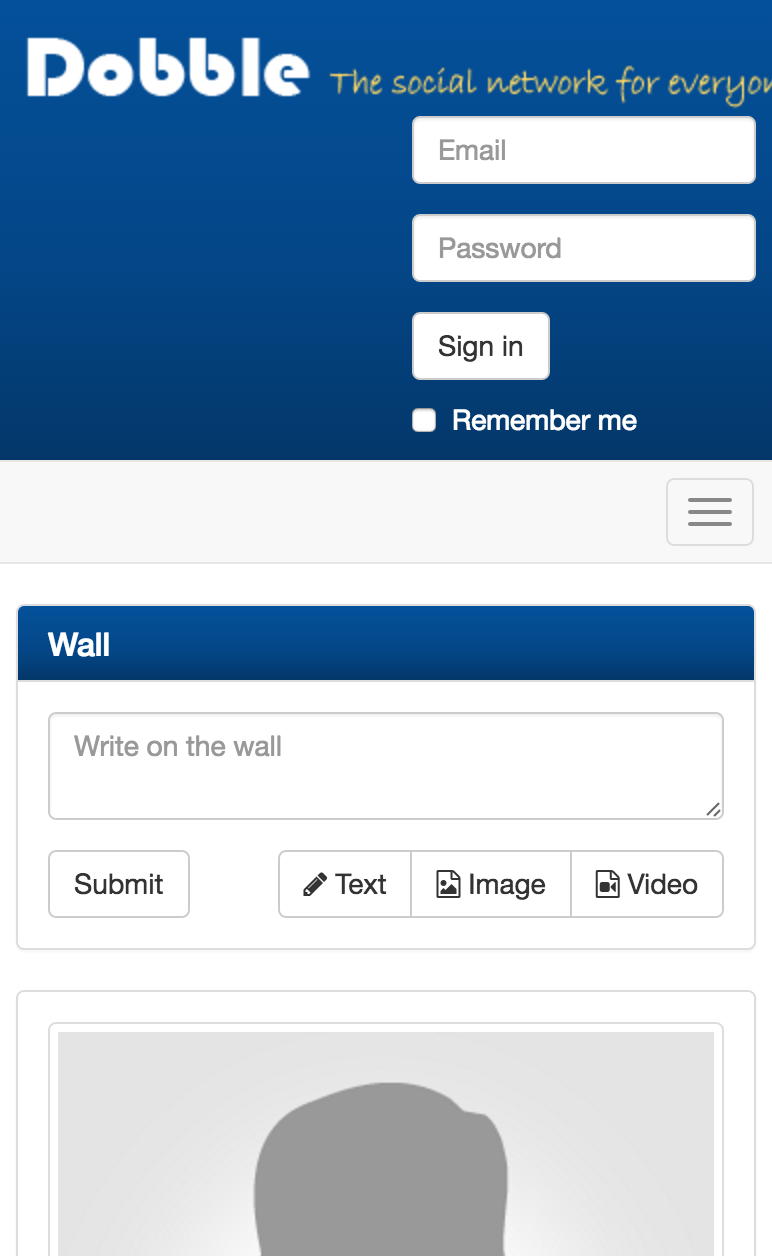 Dobble The social network for everyon
Email
Password
Sign in
Remember me
Wall
Write on the wall
Submit Text Image Video